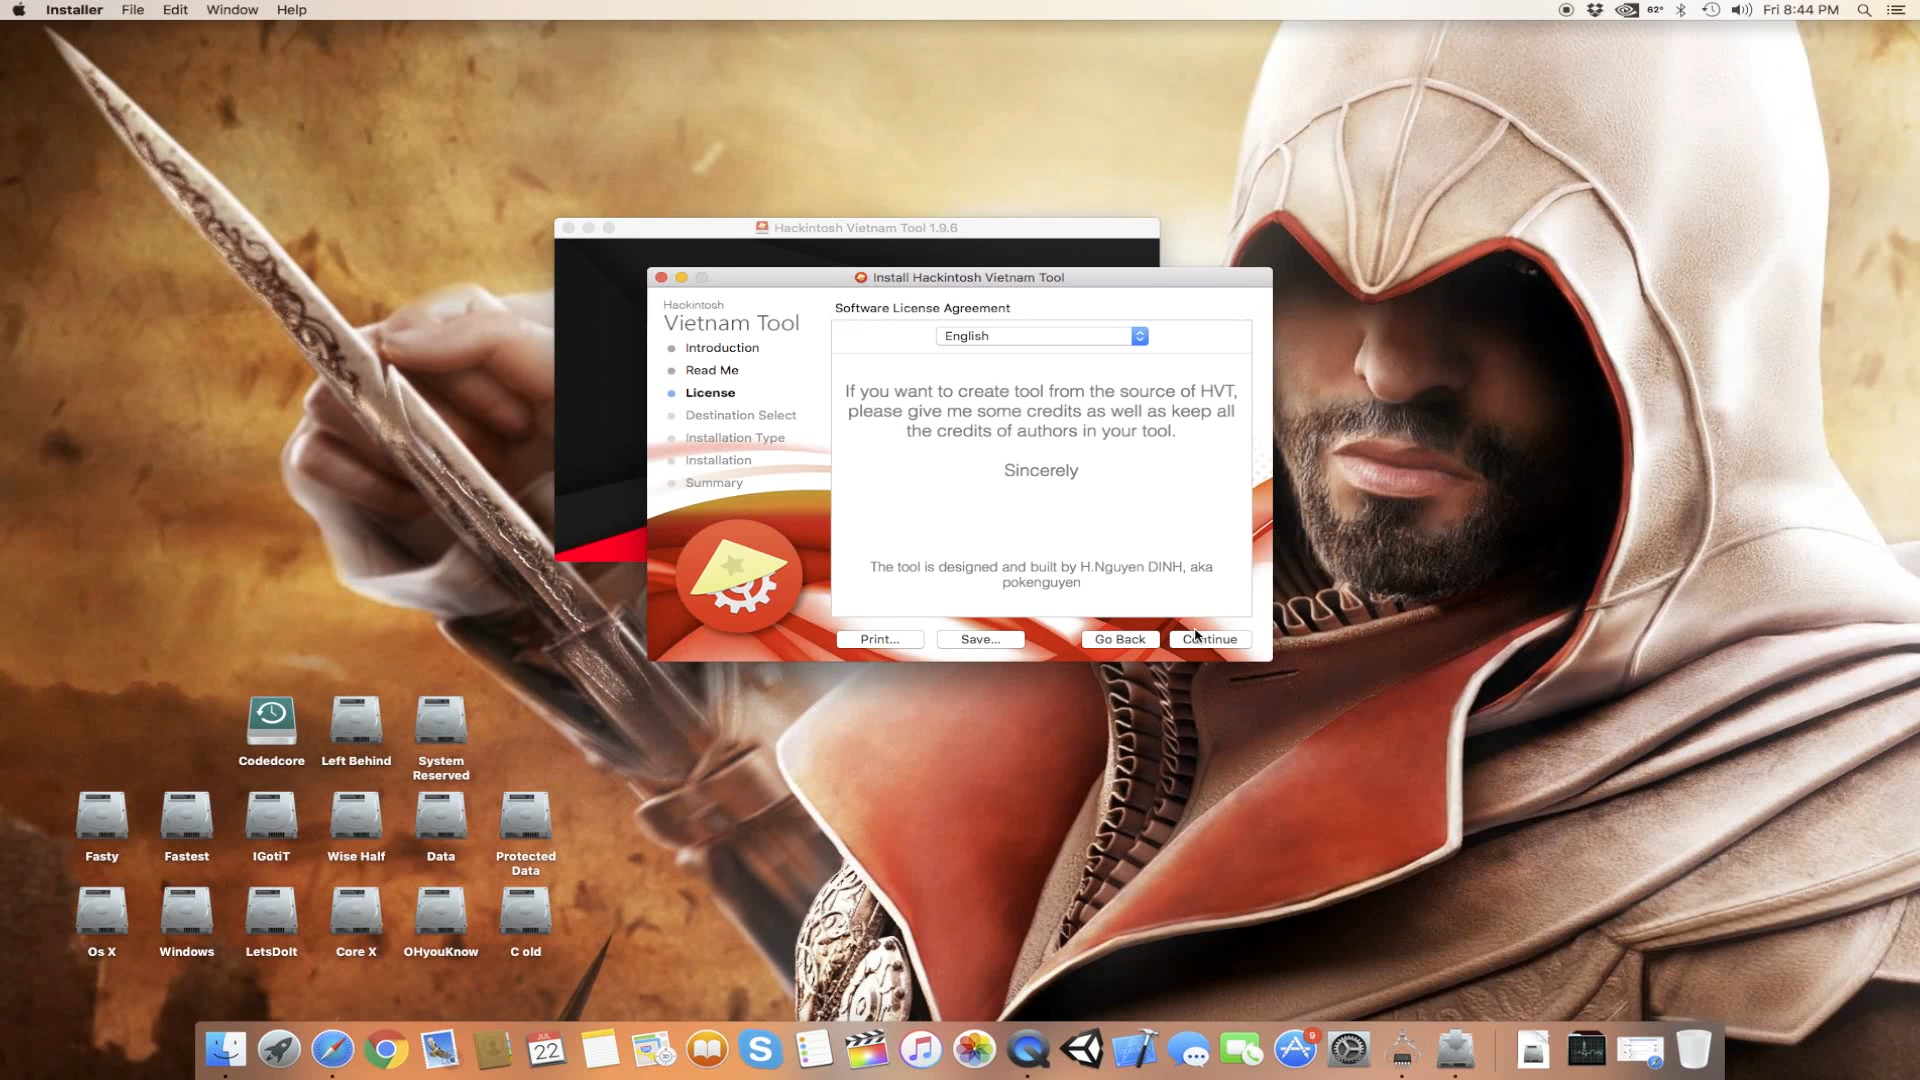 Installer File Edit Window Help
62° Fri 8:44 PM
Hackintosh Vietnam Tool 1.9.6
Install Hackintosh Vietnam Tool
Hackintosh
Vietnam Tool
Introduction
Read Me
License
Destination Select
Installation Type
Installation
Summary
Software License Agreement
English
If you want to create tool from the source of HVT,
please give me some credits as well as keep all
the credits of authors in your tool.
Sincerely
The tool is designed and built by H.Nguyen DINH, aka
pokenguyen
Print... Save... Go Back Continue
Codedcore Left Behind System
Reserved
Fasty Fastest IGotiT Wise Half Data Protected
Data
Os X Windows LetsDoIt Core X OHyouKnow C old
JUL
22
9